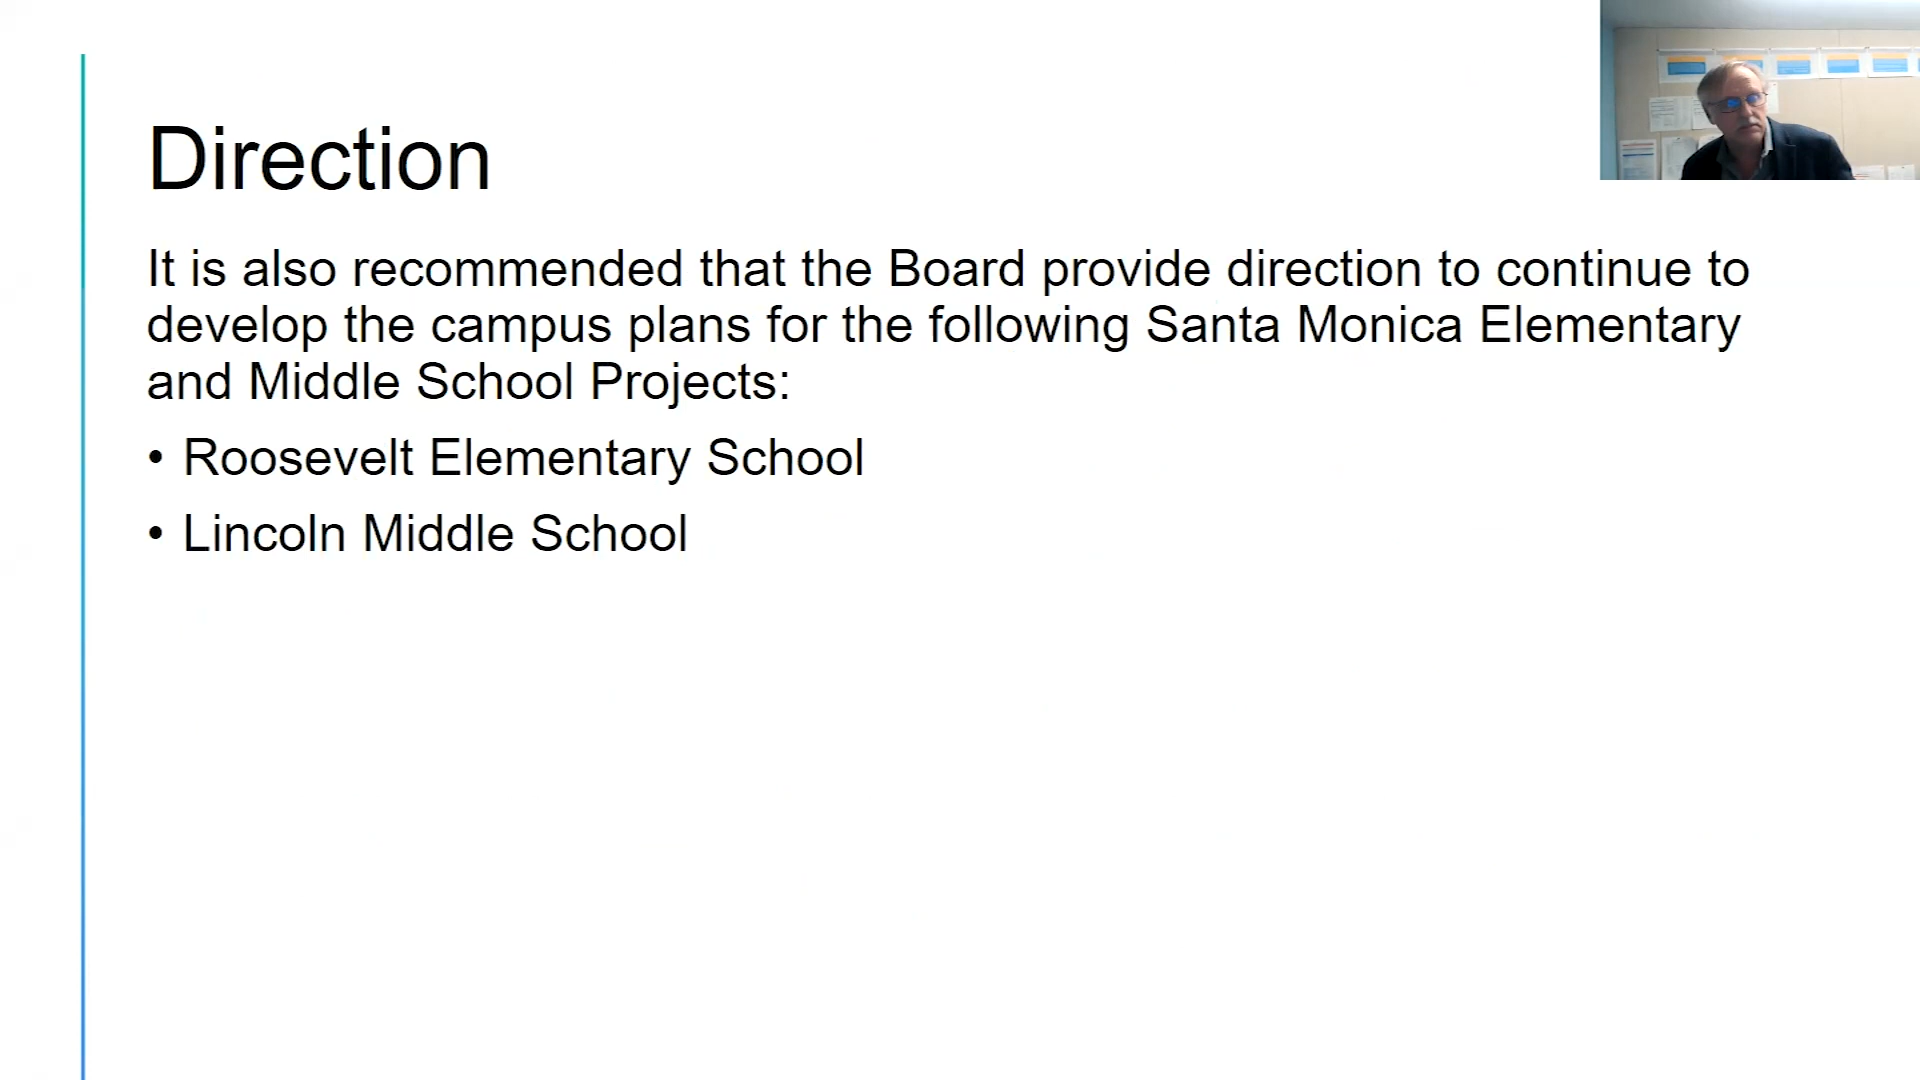 Direction
It is also recommended that the Board provide direction to continue to
develop the campus plans for the following Santa Monica Elementary
and Middle School Projects:
• Roosevelt Elementary School
• Lincoln Middle School